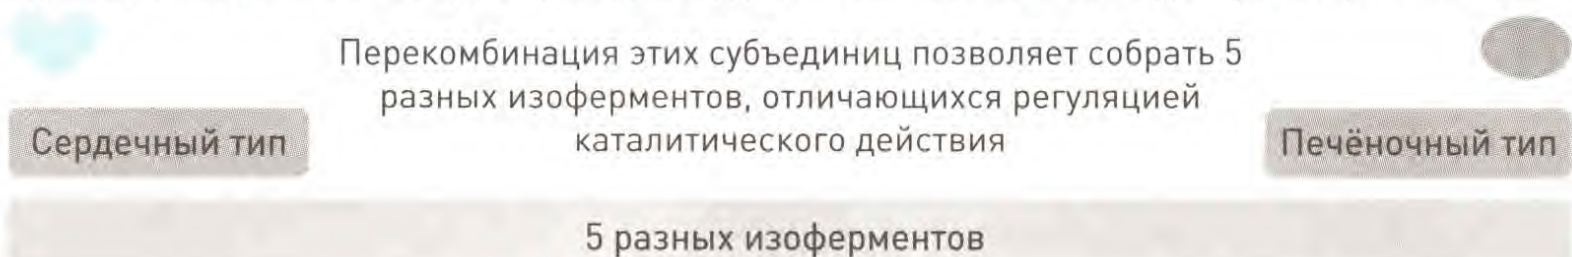 Перекомбинация этих субъединиц позволяет собрать 5
разных изоферментов, отличающихся регуляцией
каталитического действия
Сердечный тип
Печёночный тип
5 разных изоферментов